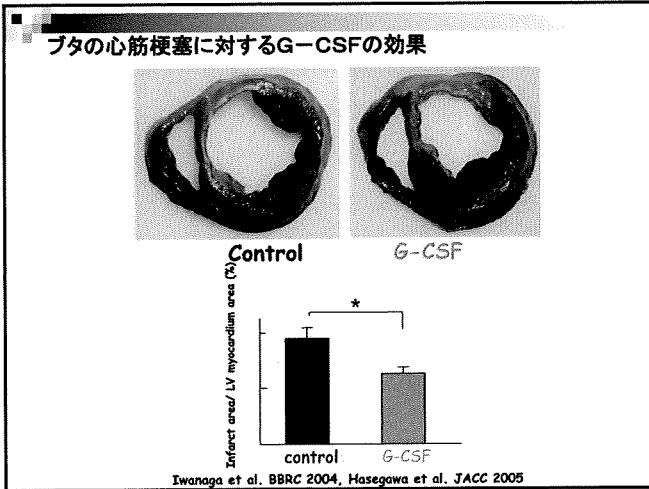 ブタの心筋梗塞に対するG－CSFの効果
Control
G-CSF
Infarct area/ LV myocardium area (%)
*
control
G-CSF
Iwanaga et al. BBRC 2004, Hasegawa et al. JACC 2005